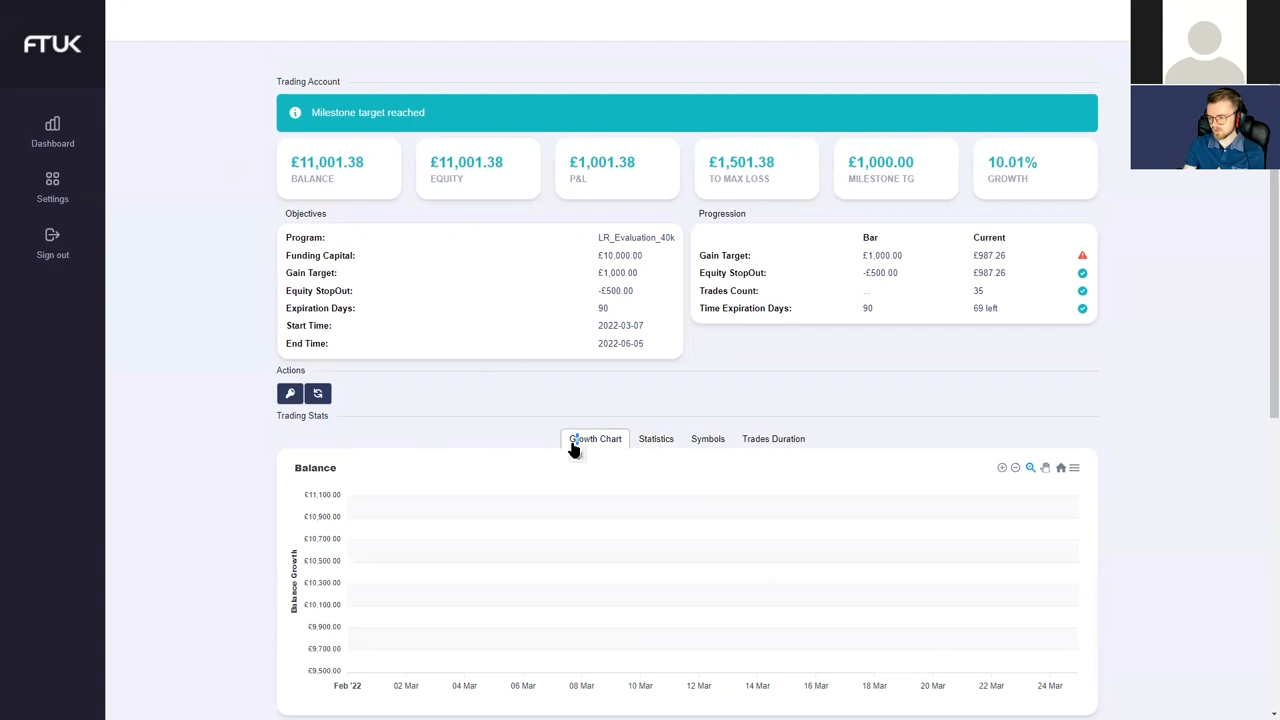 FTUK
Dashboard
Settings
Sign out
Trading Account
Milestone target reached
£11,001.38 £11,001.38 £1,001.38 £1,501.38 £1,000.00 10.01%
BALANCE EQUITY P&L TO MAX LOSS MILESTONE TG GROWTH
Objectives
Program: LR_Evaluation_40k
Funding Capital: £10,000.00
Gain Target: £1,000.00
Equity StopOut: -£500.00
Expiration Days: 90
Start Time: 2022-03-07
End Time: 2022-06-05
Progression
Bar Current
Gain Target: £1,000.00 £987.26
Equity StopOut: -£500.00 £987.26
Trades Count: ... 35
Time Expiration Days: 90 69 left
Actions
Trading Stats
Growth Chart Statistics Symbols Trades Duration
Balance
Balance Growth
£11,100.00
£10,900.00
£10,700.00
£10,500.00
£10,300.00
£10,100.00
£9,900.00
£9,700.00
£9,500.00
Feb '22 02 Mar 04 Mar 06 Mar 08 Mar 10 Mar 12 Mar 14 Mar 16 Mar 18 Mar 20 Mar 22 Mar 24 Mar